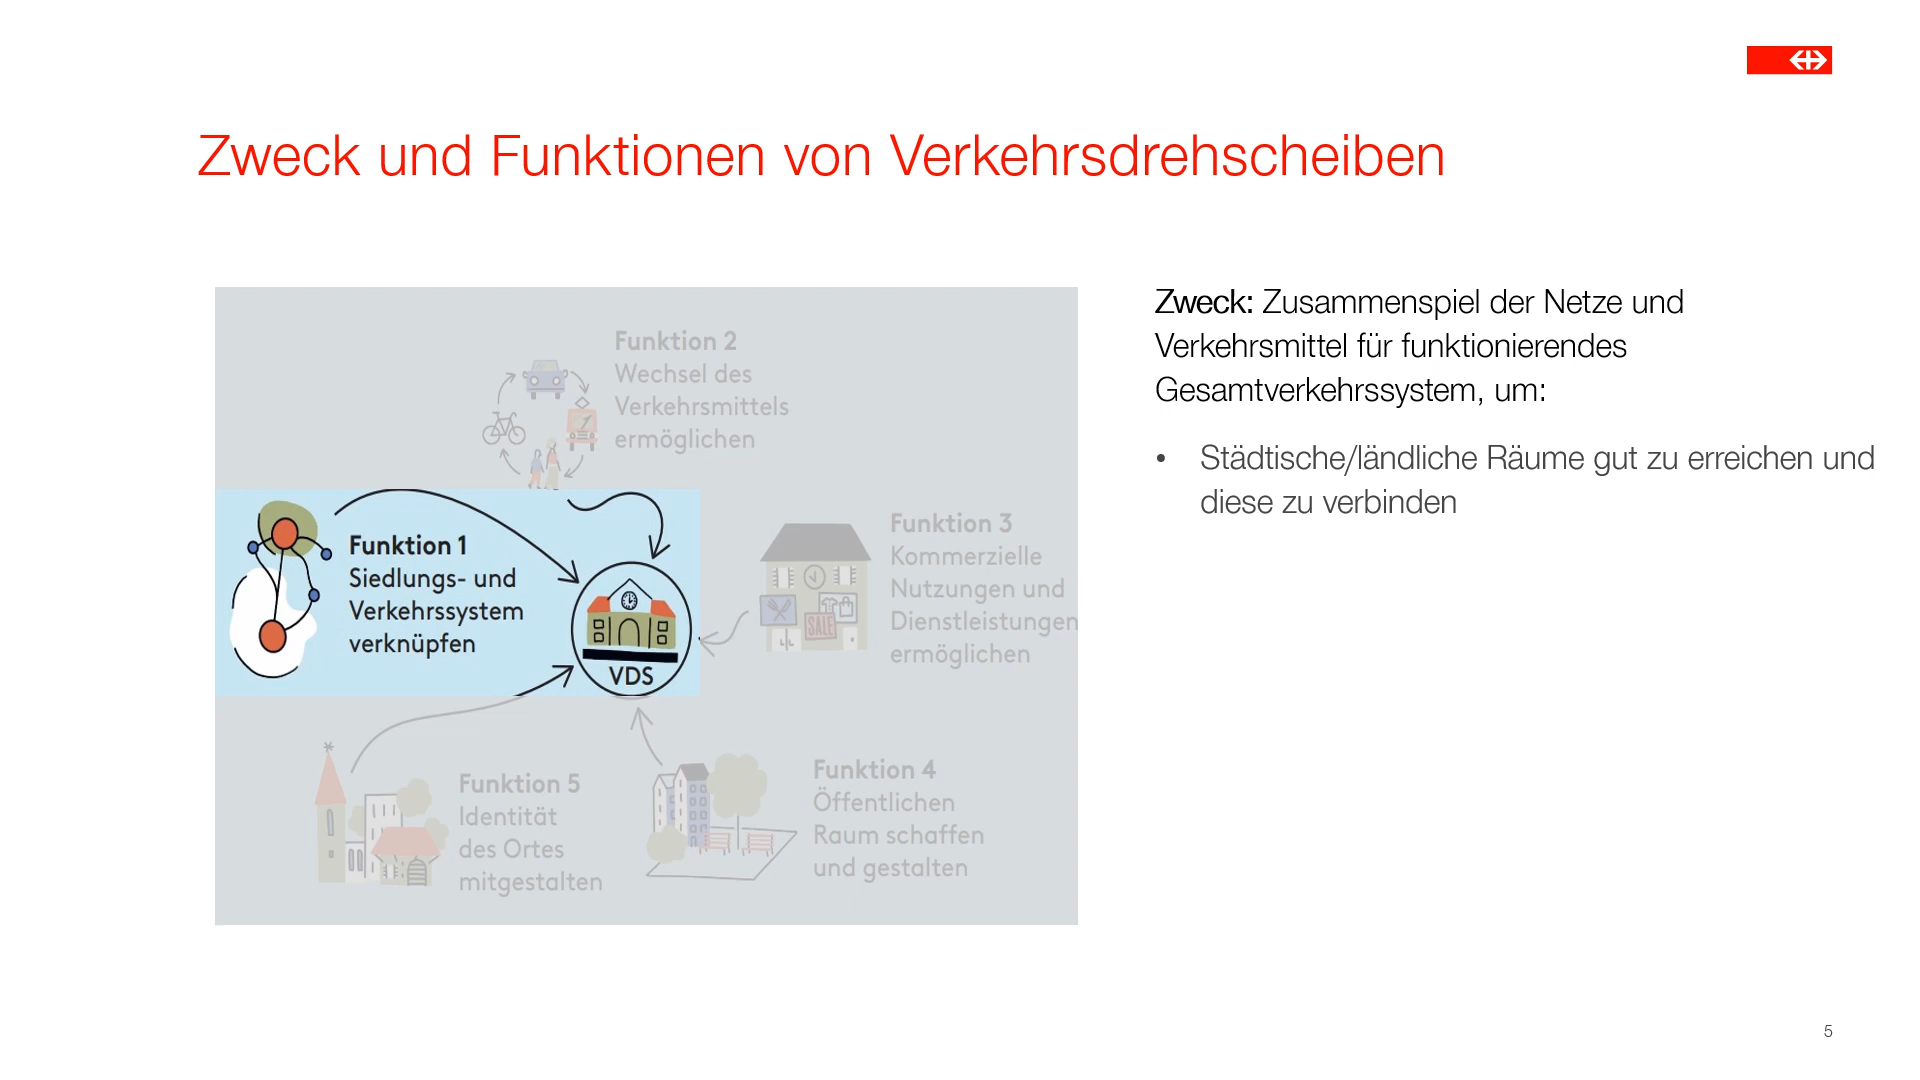 Zweck und Funktionen von Verkehrsdrehscheiben
Funktion 2
Wechsel des
Verkehrsmittels
ermöglichen
Funktion 1
Siedlungs- und
Verkehrssystem
verknüpfen
VDS
Funktion 3
Kommerzielle
Nutzungen und
Dienstleistungen
ermöglichen
SALE
Funktion 5
Identität
des Ortes
mitgestalten
Funktion 4
Öffentlichen
Raum schaffen
und gestalten
Zweck: Zusammenspiel der Netze und
Verkehrsmittel für funktionierendes
Gesamtverkehrssystem, um:
• Städtische/ländliche Räume gut zu erreichen und
diese zu verbinden
5